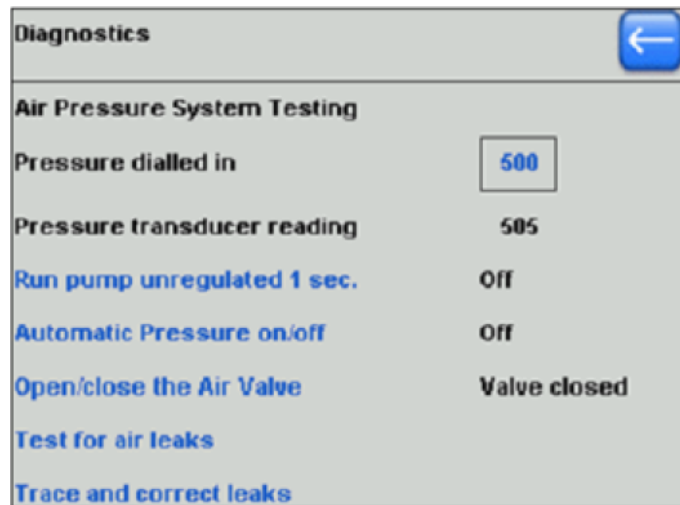 Diagnostics
Air Pressure System Testing
Pressure dialled in 500
Pressure transducer reading 505
Run pump unregulated 1 sec. Off
Automatic Pressure on/off Off
Open/close the Air Valve Valve closed
Test for air leaks
Trace and correct leaks